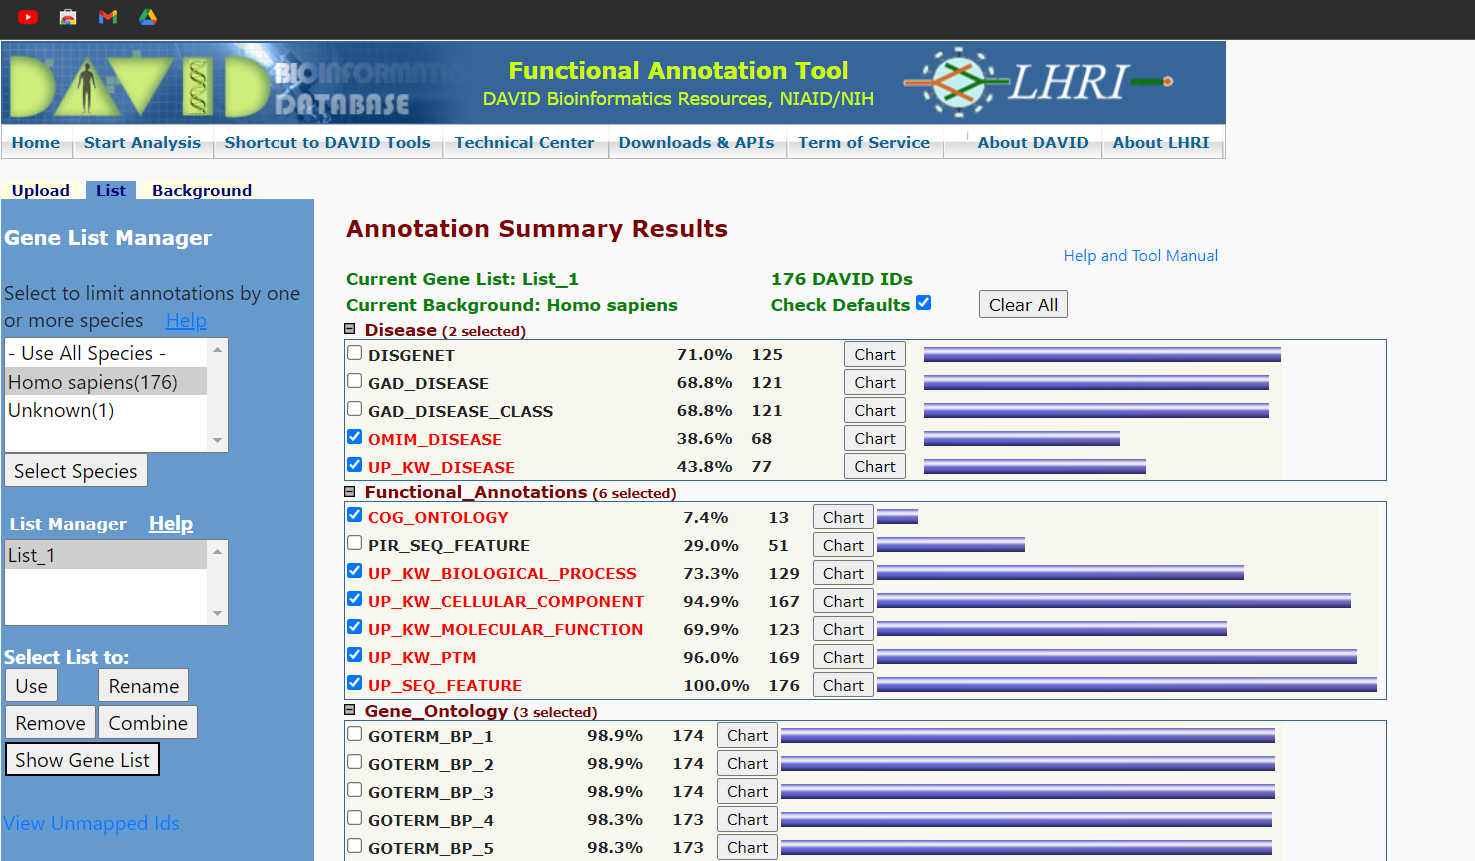 DAVID BIOINFORMATICS DATABASE
Functional Annotation Tool
DAVID Bioinformatics Resources, NIAID/NIH
LHRI
Home Start Analysis Shortcut to DAVID Tools Technical Center Downloads & APIs Term of Service About DAVID About LHRI
Upload List Background
Gene List Manager
Select to limit annotations by one
or more species Help
- Use All Species -
Homo sapiens(176)
Unknown(1)
Select Species
List Manager Help
List_1
Select List to:
Use Rename
Remove Combine
Show Gene List
View Unmapped Ids
Annotation Summary Results
Help and Tool Manual
Current Gene List: List_1 176 DAVID IDs
Current Background: Homo sapiens Check Defaults Clear All
Disease (2 selected)
DISGENET 71.0% 125 Chart
GAD_DISEASE 68.8% 121 Chart
GAD_DISEASE_CLASS 68.8% 121 Chart
OMIM_DISEASE 38.6% 68 Chart
UP_KW_DISEASE 43.8% 77 Chart
Functional_Annotations (6 selected)
COG_ONTOLOGY 7.4% 13 Chart
PIR_SEQ_FEATURE 29.0% 51 Chart
UP_KW_BIOLOGICAL_PROCESS 73.3% 129 Chart
UP_KW_CELLULAR_COMPONENT 94.9% 167 Chart
UP_KW_MOLECULAR_FUNCTION 69.9% 123 Chart
UP_KW_PTM 96.0% 169 Chart
UP_SEQ_FEATURE 100.0% 176 Chart
Gene_Ontology (3 selected)
GOTERM_BP_1 98.9% 174 Chart
GOTERM_BP_2 98.9% 174 Chart
GOTERM_BP_3 98.9% 174 Chart
GOTERM_BP_4 98.3% 173 Chart
GOTERM_BP_5 98.3% 173 Chart